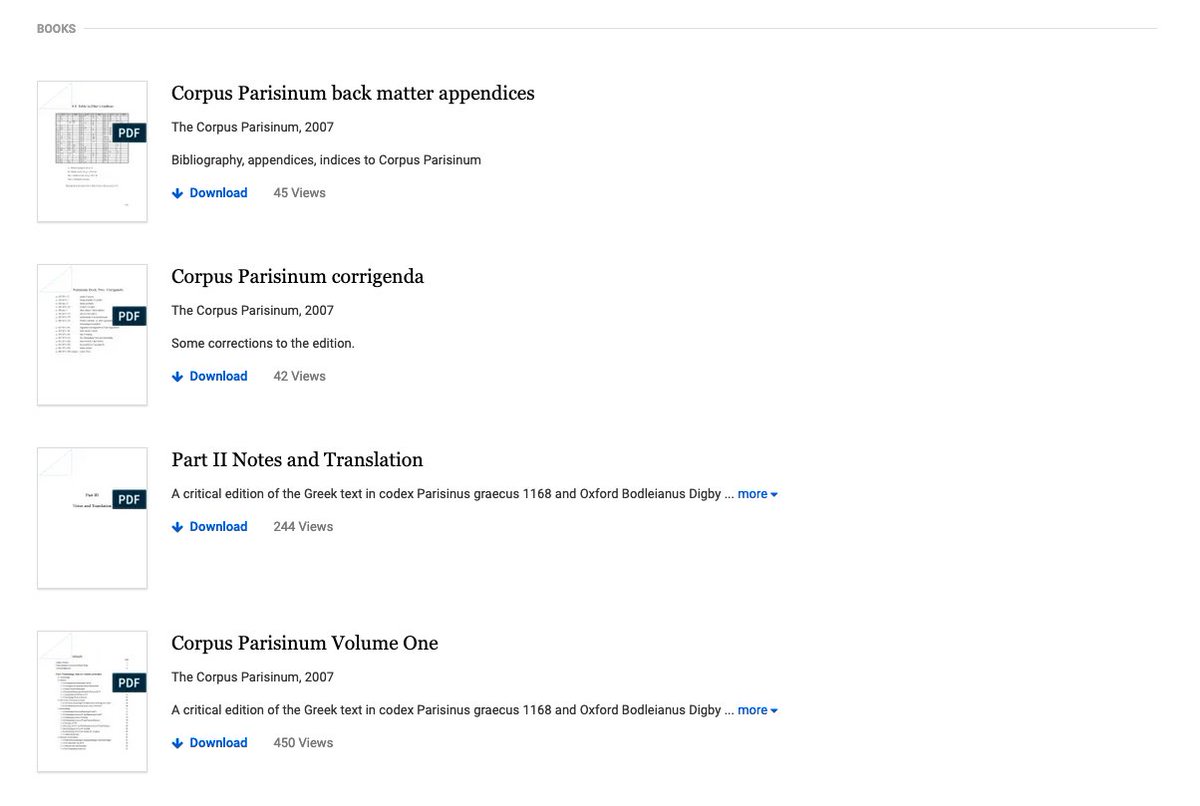 BOOKS
Corpus Parisinum back matter appendices
The Corpus Parisinum, 2007
PDF
Bibliography, appendices, indices to Corpus Parisinum
Download 45 Views
Corpus Parisinum corrigenda
The Corpus Parisinum, 2007
PDF
Some corrections to the edition.
Download 42 Views
Part II Notes and Translation
A critical edition of the Greek text in codex Parisinus graecus 1168 and Oxford Bodleianus Digby ... more
PDF
Notes and Translation
Download 244 Views
Corpus Parisinum Volume One
The Corpus Parisinum, 2007
PDF
A critical edition of the Greek text in codex Parisinus graeus 1168 and Oxford Bodleianus Digby ... more
Download 450 Views